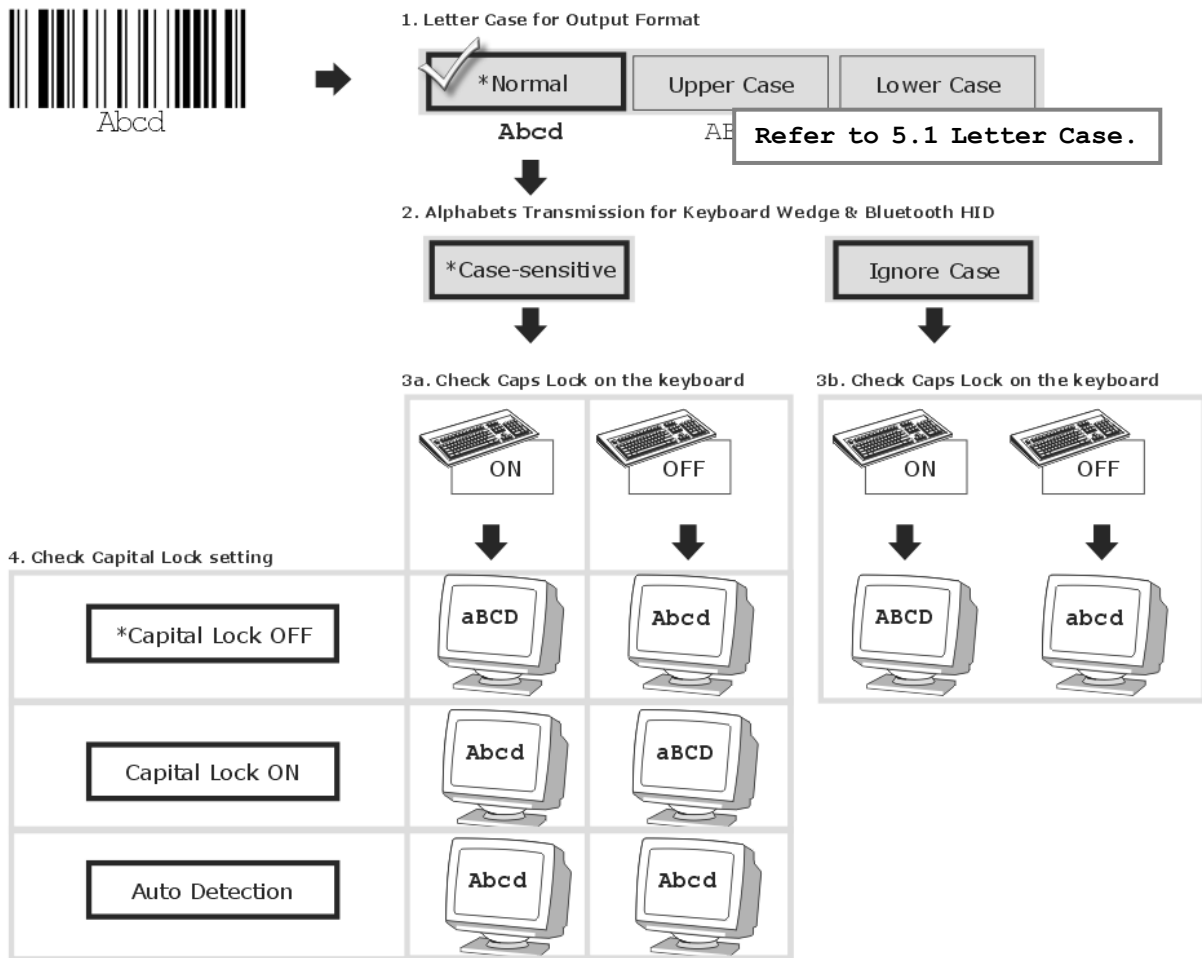 1. Letter Case for Output Format
Abcd
*Normal
Upper Case
Lower Case
Abcd
Refer to 5.1 Letter Case.
2. Alphabets Transmission for Keyboard Wedge & Bluetooth HID
*Case-sensitive
Ignore Case
3a. Check Caps Lock on the keyboard
3b. Check Caps Lock on the keyboard
ON
OFF
ON
OFF
4. Check Capital Lock setting
*Capital Lock OFF
aBCD
Abcd
ABCD
abcd
Capital Lock ON
Abcd
aBCD
Auto Detection
Abcd
Abcd